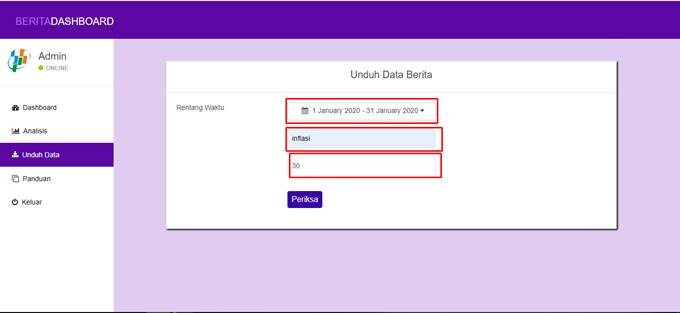 BERITADASHBOARD
Admin
ONLINE
Dashboard
Analisis
Unduh Data
Panduan
Keluar
Unduh Data Berita
Rentang Waktu
1 January 2020 - 31 January 2020
inflasi
30
Periksa